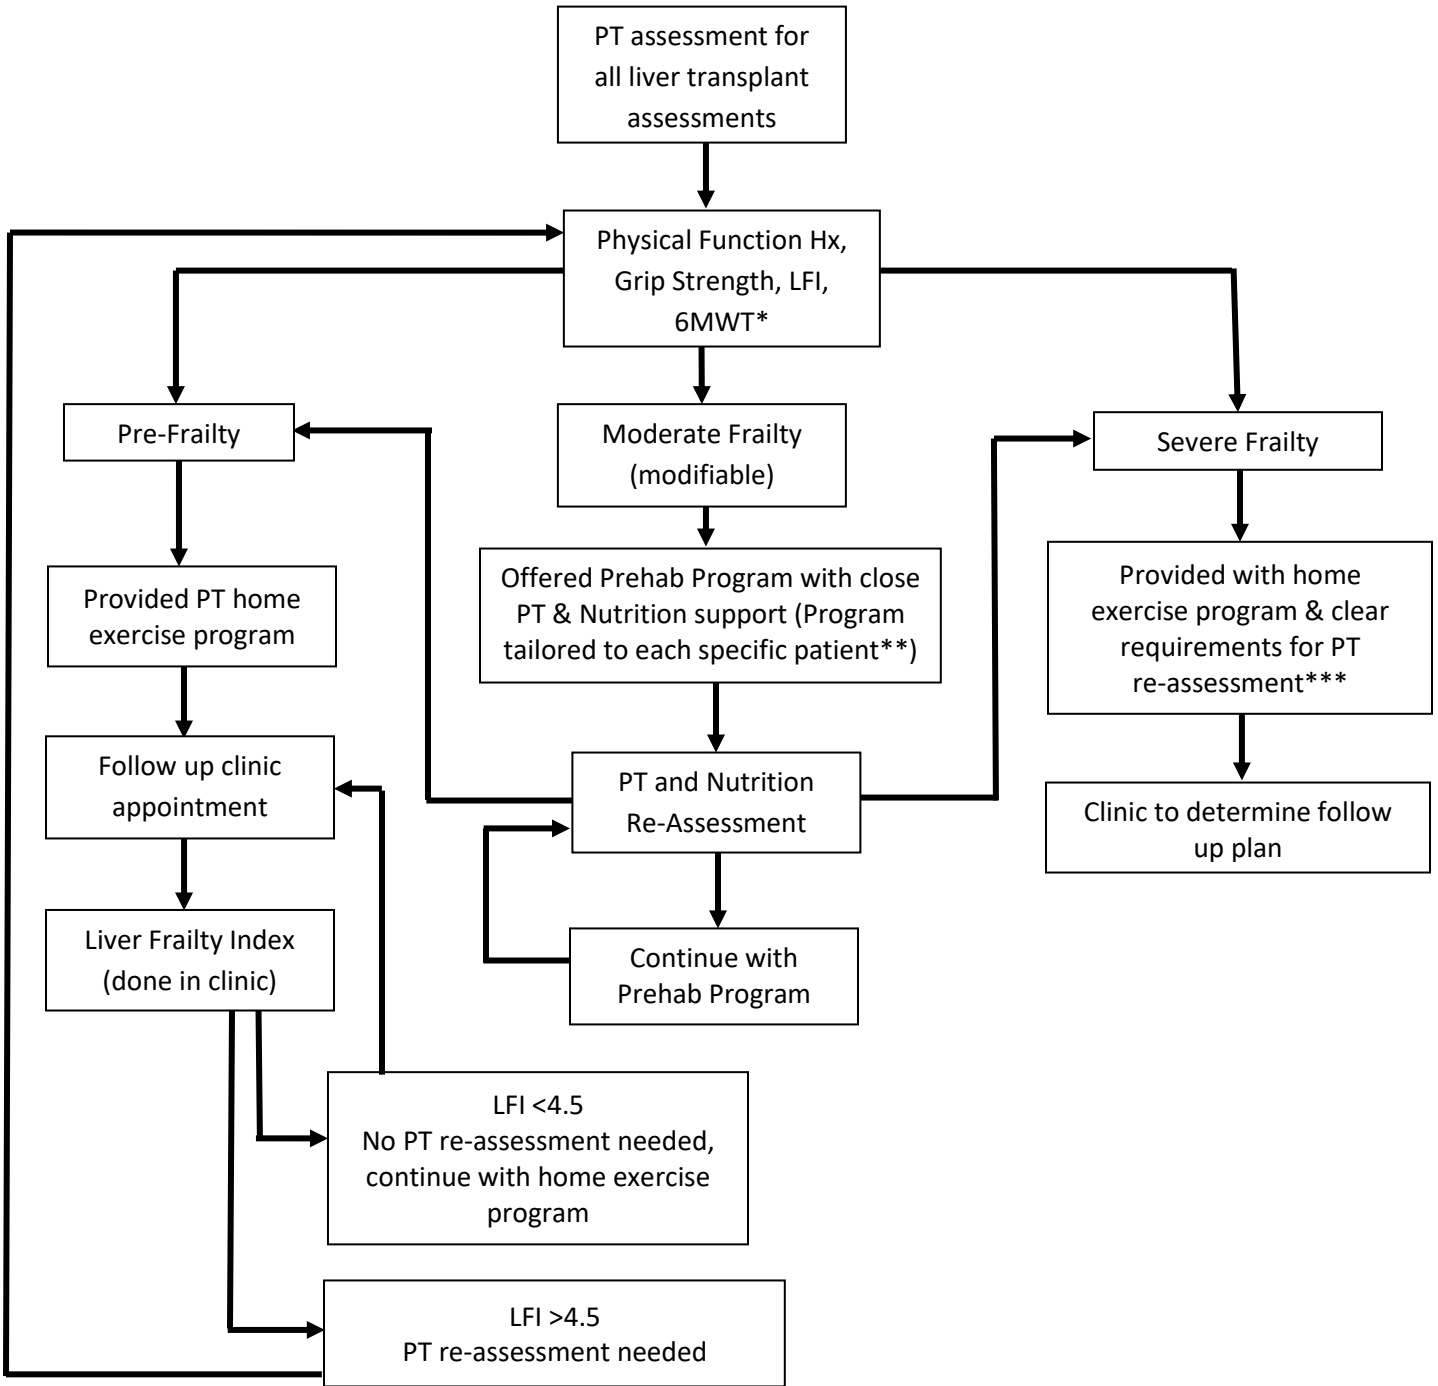 PT assessment for
all liver transplant
assessments
Physical Function Hx,
Grip Strength, LFI,
6MWT*
Pre-Frailty
Moderate Frailty
(modifiable)
Severe Frailty
Provided PT home
exercise program
Offered Prehab Program with close
PT & Nutrition support (Program
tailored to each specific patient**)
Provided with home
exercise program & clear
requirements for PT
re-assessment***
Follow up clinic
appointment
PT and Nutrition
Re-Assessment
Clinic to determine follow
up plan
Liver Frailty Index
(done in clinic)
Continue with
Prehab Program
LFI <4.5
No PT re-assessment needed,
continue with home exercise
program
LFI >4.5
PT re-assessment needed